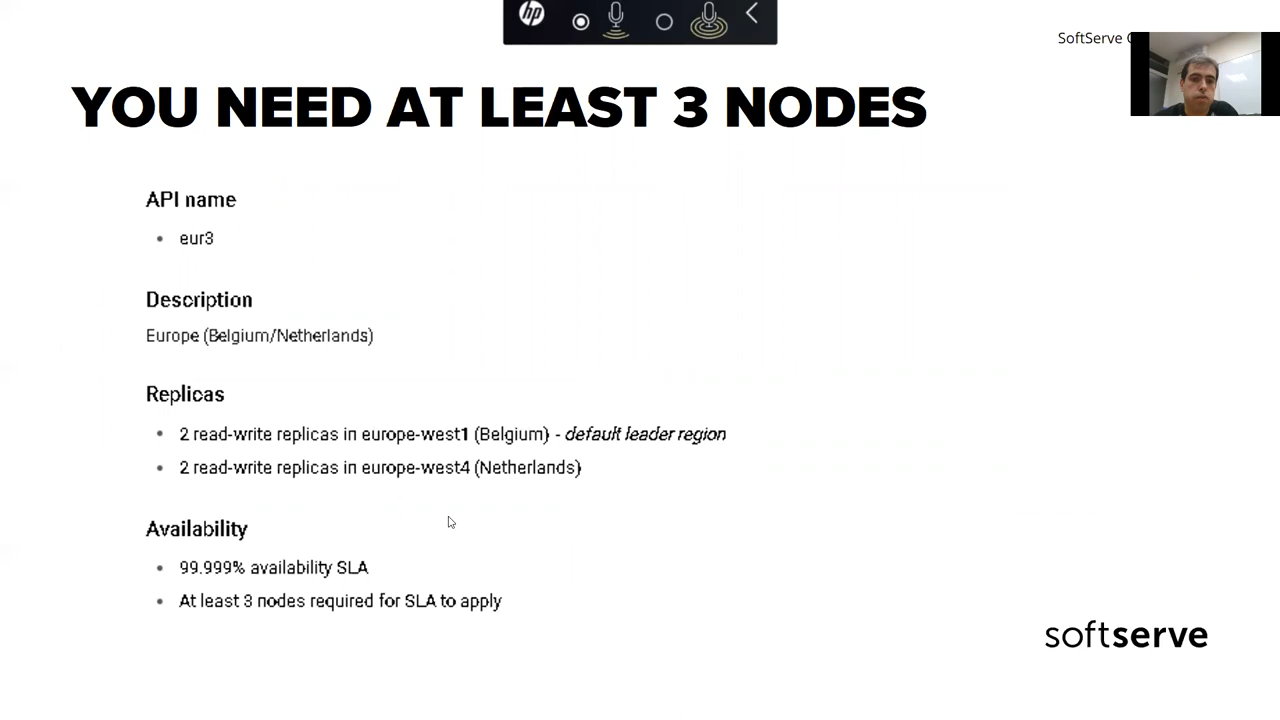 hp
SoftServe
YOU NEED AT LEAST 3 NODES
API name
• eur3
Description
Europe (Belgium/Netherlands)
Replicas
• 2 read-write replicas in europe-west1 (Belgium) - default leader region
• 2 read-write replicas in europe-west4 (Netherlands)
Availability
• 99.999% availability SLA
• At least 3 nodes required for SLA to apply
softserve